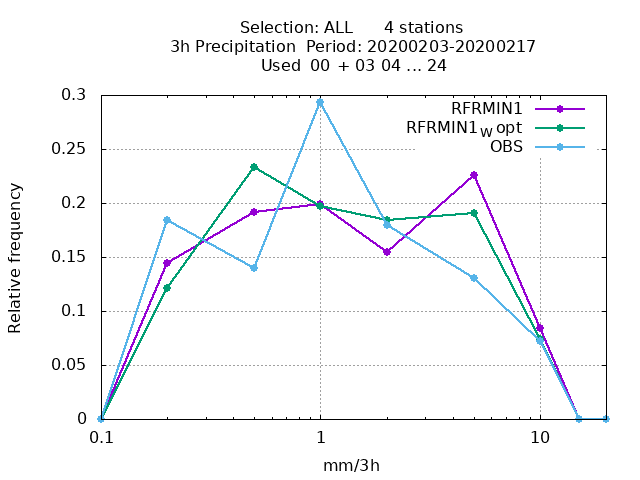 Selection: ALL 4 stations
3h Precipitation Period: 20200203-20200217
Used 00 + 03 04 ... 24
RFRMIN1
RFRMIN1w opt
OBS
Relative frequency
0.3
0.25
0.2
0.15
0.1
0.05
0
0.1 1 10
mm/3h